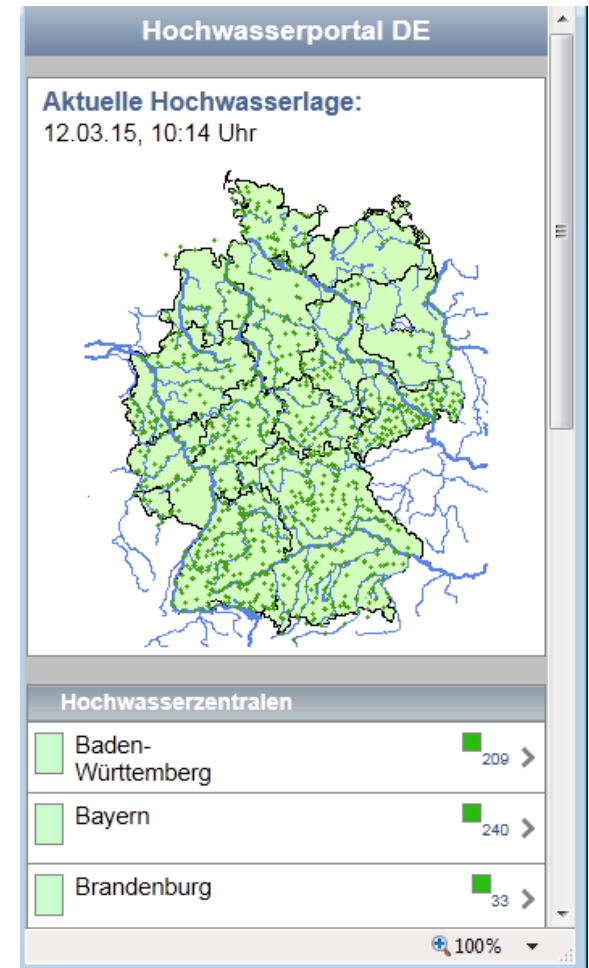 Hochwasserportal DE
Aktuelle Hochwasserlage:
12.03.15, 10:14 Uhr
Hochwasserzentralen
Baden-
Württemberg
209
Bayern
240
Brandenburg
33
100%